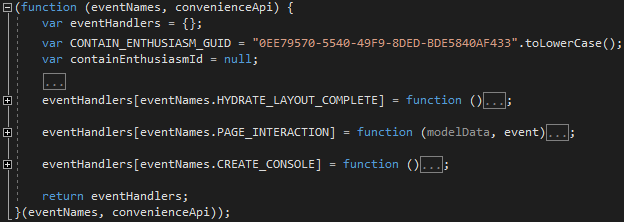 (function (eventNames, convenienceApi) {
var eventHandlers = {};
var CONTAIN_ENTHUSIASM_GUID = "0EE79570-5540-49F9-8DED-BDE5840AF433".toLowerCase();
var containEnthusiasmId = null;
...
eventHandlers[eventNames.HYDRATE_LAYOUT_COMPLETE] = function ()...;
eventHandlers[eventNames.PAGE_INTERACTION] = function (modelData, event)...;
eventHandlers[eventNames.CREATE_CONSOLE] = function ()...;
return eventHandlers;
}(eventNames, convenienceApi));